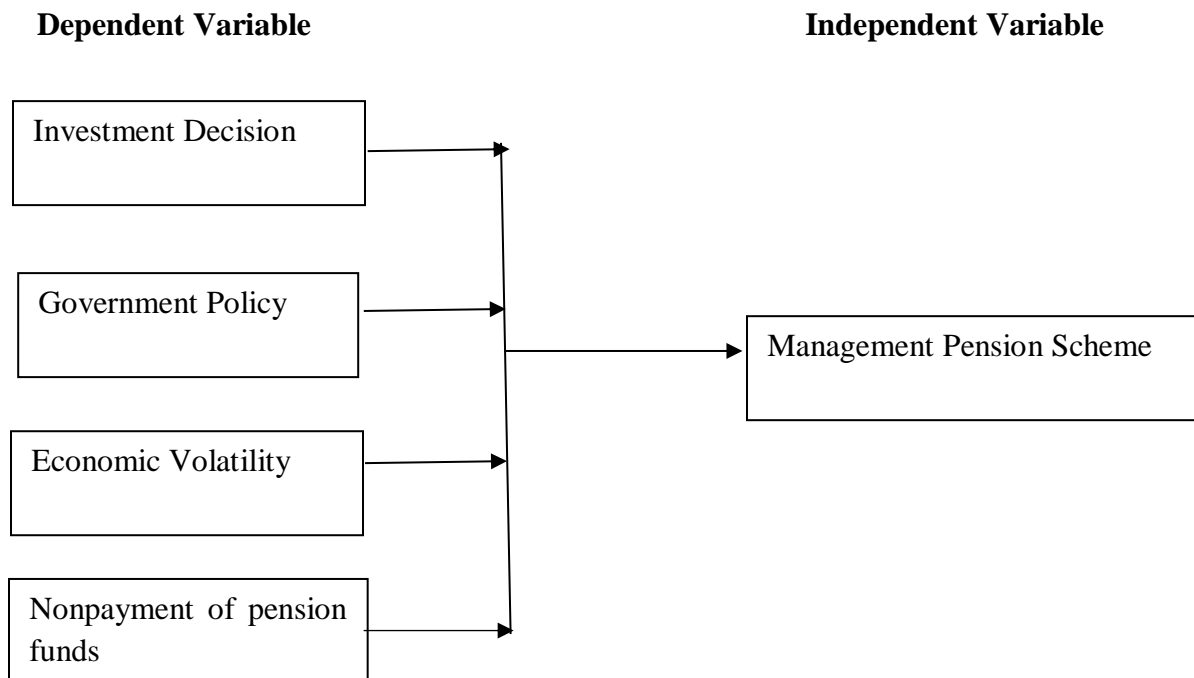 Dependent Variable
Independent Variable
Investment Decision
Government Policy
Management Pension Scheme
Economic Volatility
Nonpayment of pension
funds